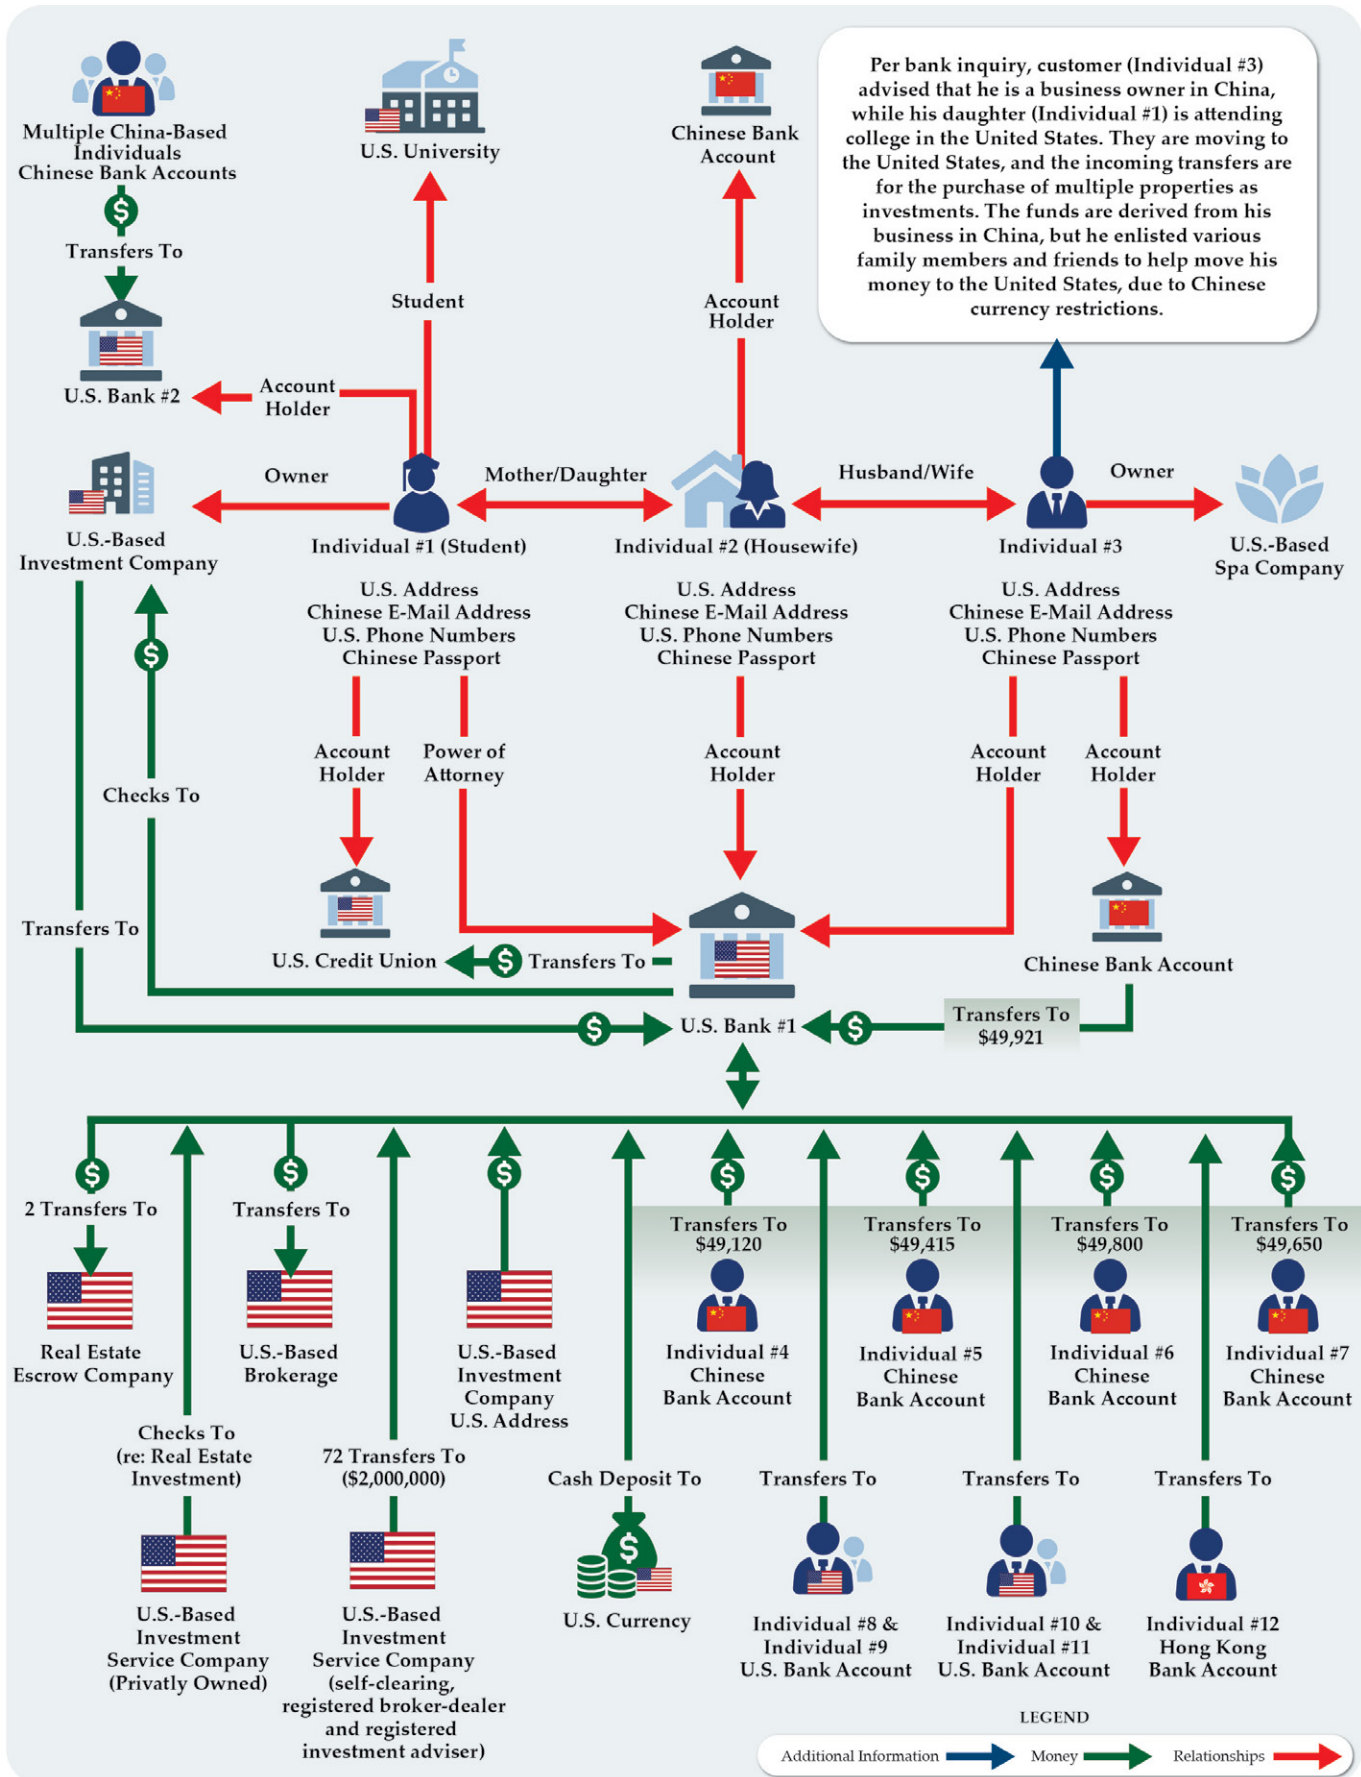 Multiple China-Based
Individuals
Chinese Bank Accounts
Transfers To
U.S. Bank #2
U.S. University
Student
Account
Holder
Chinese Bank
Account
Account
Holder
Per bank inquiry, customer (Individual #3)
advised that he is a business owner in China,
while his daughter (Individual #1) is attending
college in the United States. They are moving to
the United States, and the incoming transfers are
for the purchase of multiple properties as
investments. The funds are derived from his
business in China, but he enlisted various
family members and friends to help move his
money to the United States, due to Chinese
currency restrictions.
Owner
Mother/Daughter
Husband/Wife
Owner
U.S.-Based
Investment Company
Individual #1 (Student)
U.S. Address
Chinese E-Mail Address
U.S. Phone Numbers
Chinese Passport
Individual #2 (Housewife)
U.S. Address
Chinese E-Mail Address
U.S. Phone Numbers
Chinese Passport
Individual #3
U.S. Address
Chinese E-Mail Address
U.S. Phone Numbers
Chinese Passport
U.S.-Based
Spa Company
Account
Holder
Power of
Attorney
Account
Holder
Account
Holder
Account
Holder
Checks To
Transfers To
U.S. Credit Union
Transfers To
U.S. Bank #1
Chinese Bank Account
Transfers To
$49,921
2 Transfers To
Real Estate
Escrow Company
Transfers To
U.S.-Based
Brokerage
U.S.-Based
Investment
Company
U.S. Address
Transfers To
$49,120
Individual #4
Chinese
Bank Account
Transfers To
$49,415
Individual #5
Chinese
Bank Account
Transfers To
$49,800
Individual #6
Chinese
Bank Account
Transfers To
$49,650
Individual #7
Chinese
Bank Account
Checks To
(re: Real Estate
Investment)
U.S.-Based
Investment
Service Company
(Privatly Owned)
72 Transfers To
($2,000,000)
U.S.-Based
Investment
Service Company
(self-clearing,
registered broker-dealer
and registered
investment adviser)
Cash Deposit To
U.S. Currency
Transfers To
Individual #8 &
Individual #9
U.S. Bank Account
Transfers To
Individual #10 &
Individual #11
U.S. Bank Account
Transfers To
Individual #12
Hong Kong
Bank Account
LEGEND
Additional Information
Money
Relationships